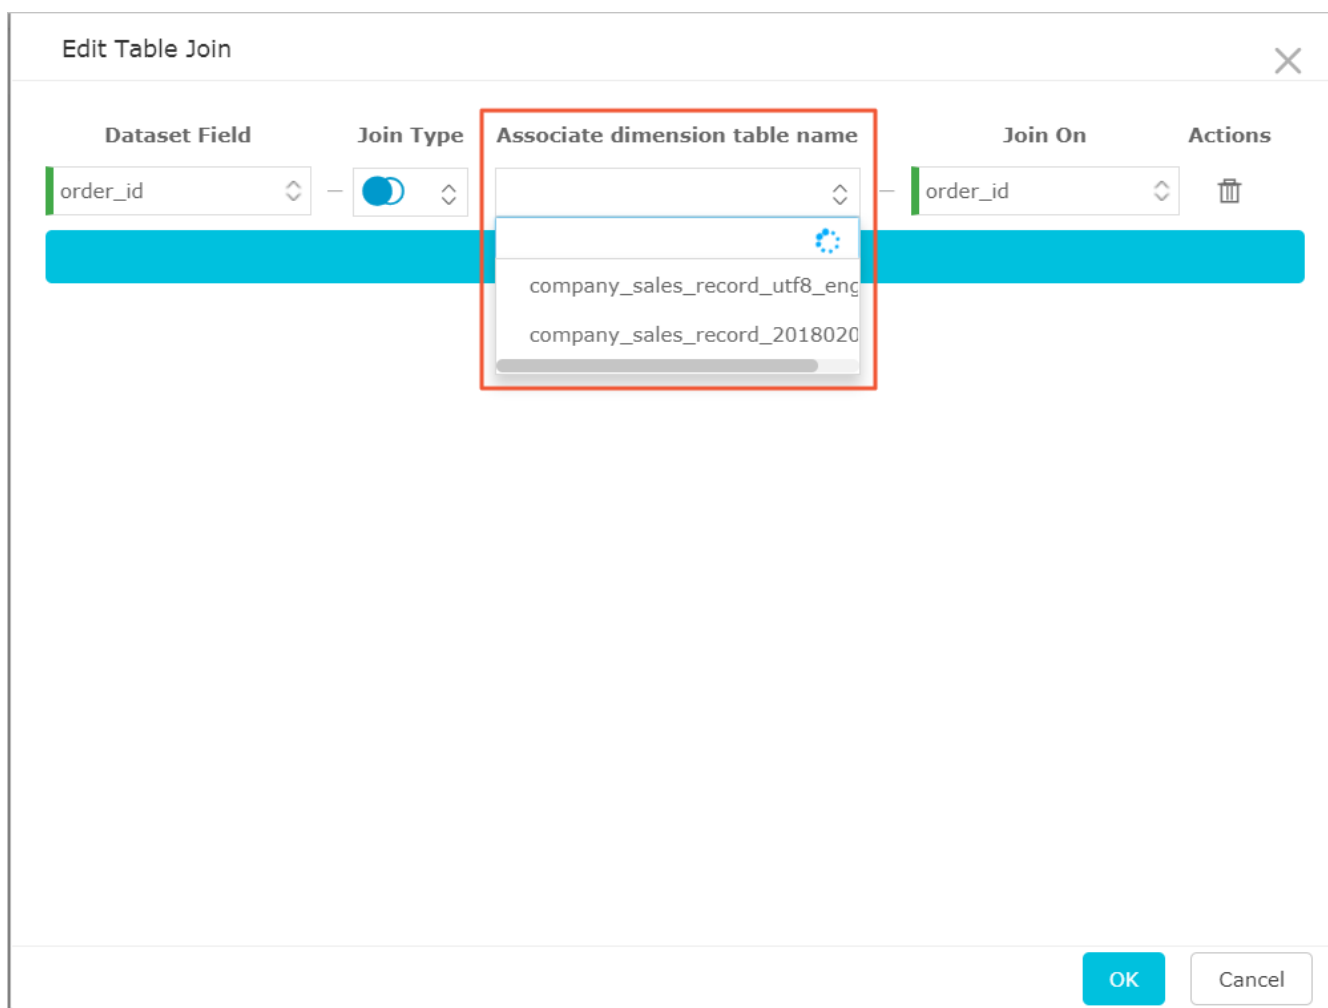 Edit Table Join
Dataset Field Join Type Associate dimension table name Join On Actions
order_id order_id
company_sales_record_utf8_eng
company_sales_record_2018020
OK Cancel